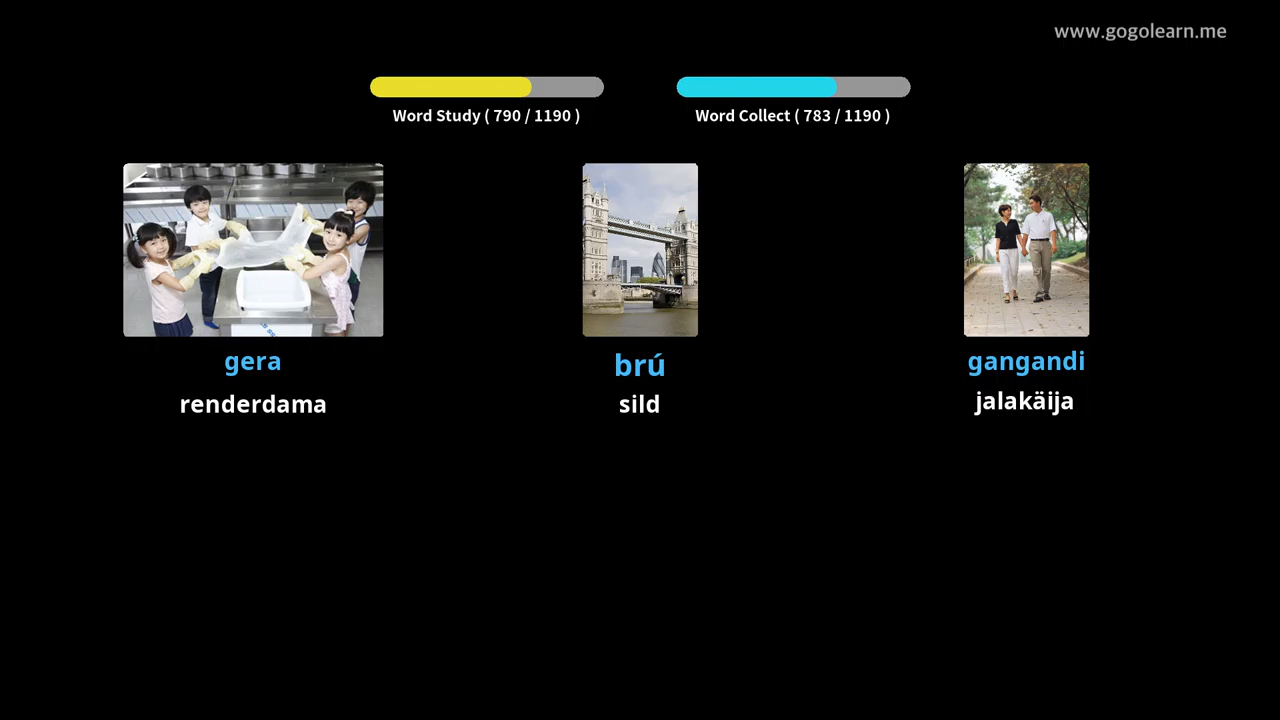 www.gogolearn.me
Word Study ( 790 / 1190 )
Word Collect ( 783 / 1190 )
gera
renderdama
brú
sild
gangandi
jalakäija